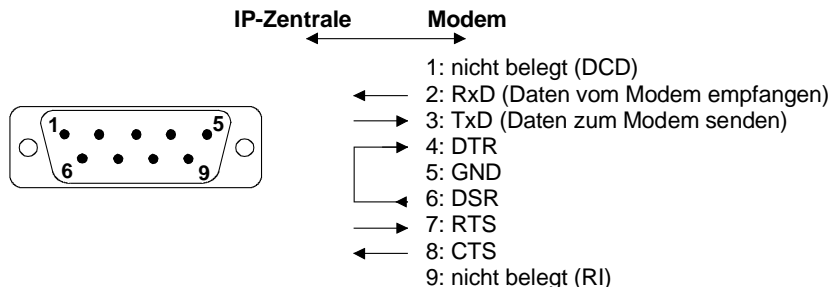 IP-Zentrale Modem
1: nicht belegt (DCD)
2: RxD (Daten vom Modem empfangen)
3: TxD (Daten zum Modem senden)
4: DTR
5: GND
6: DSR
7: RTS
8: CTS
9: nicht belegt (RI)
1 5
6 9